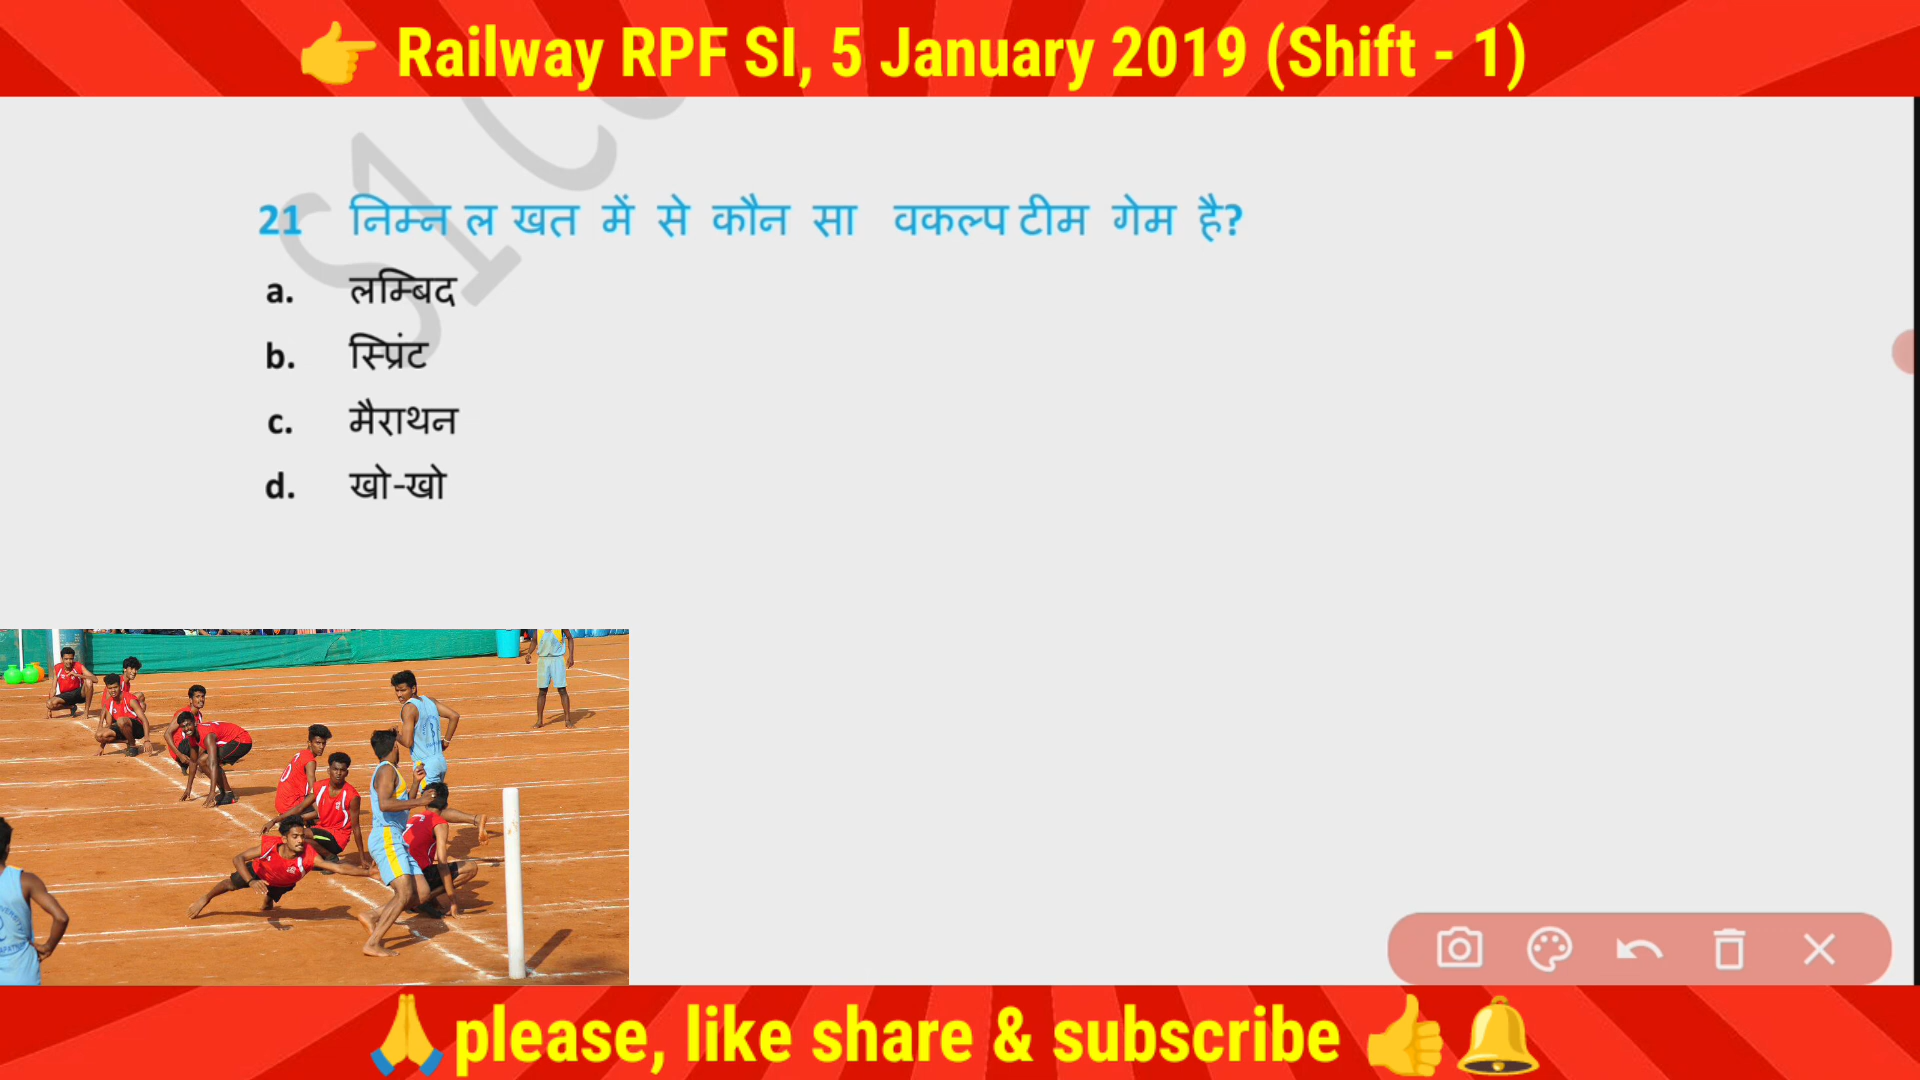 👉 Railway RPF SI, 5 January 2019 (Shift - 1)
21 निम्न ल खत में से कौन सा वकल्प टीम गेम है?
a. लम्बिद
b. स्प्रिंट
c. मैराथन
d. खो-खो
🙏please, like share & subscribe 👍🔔